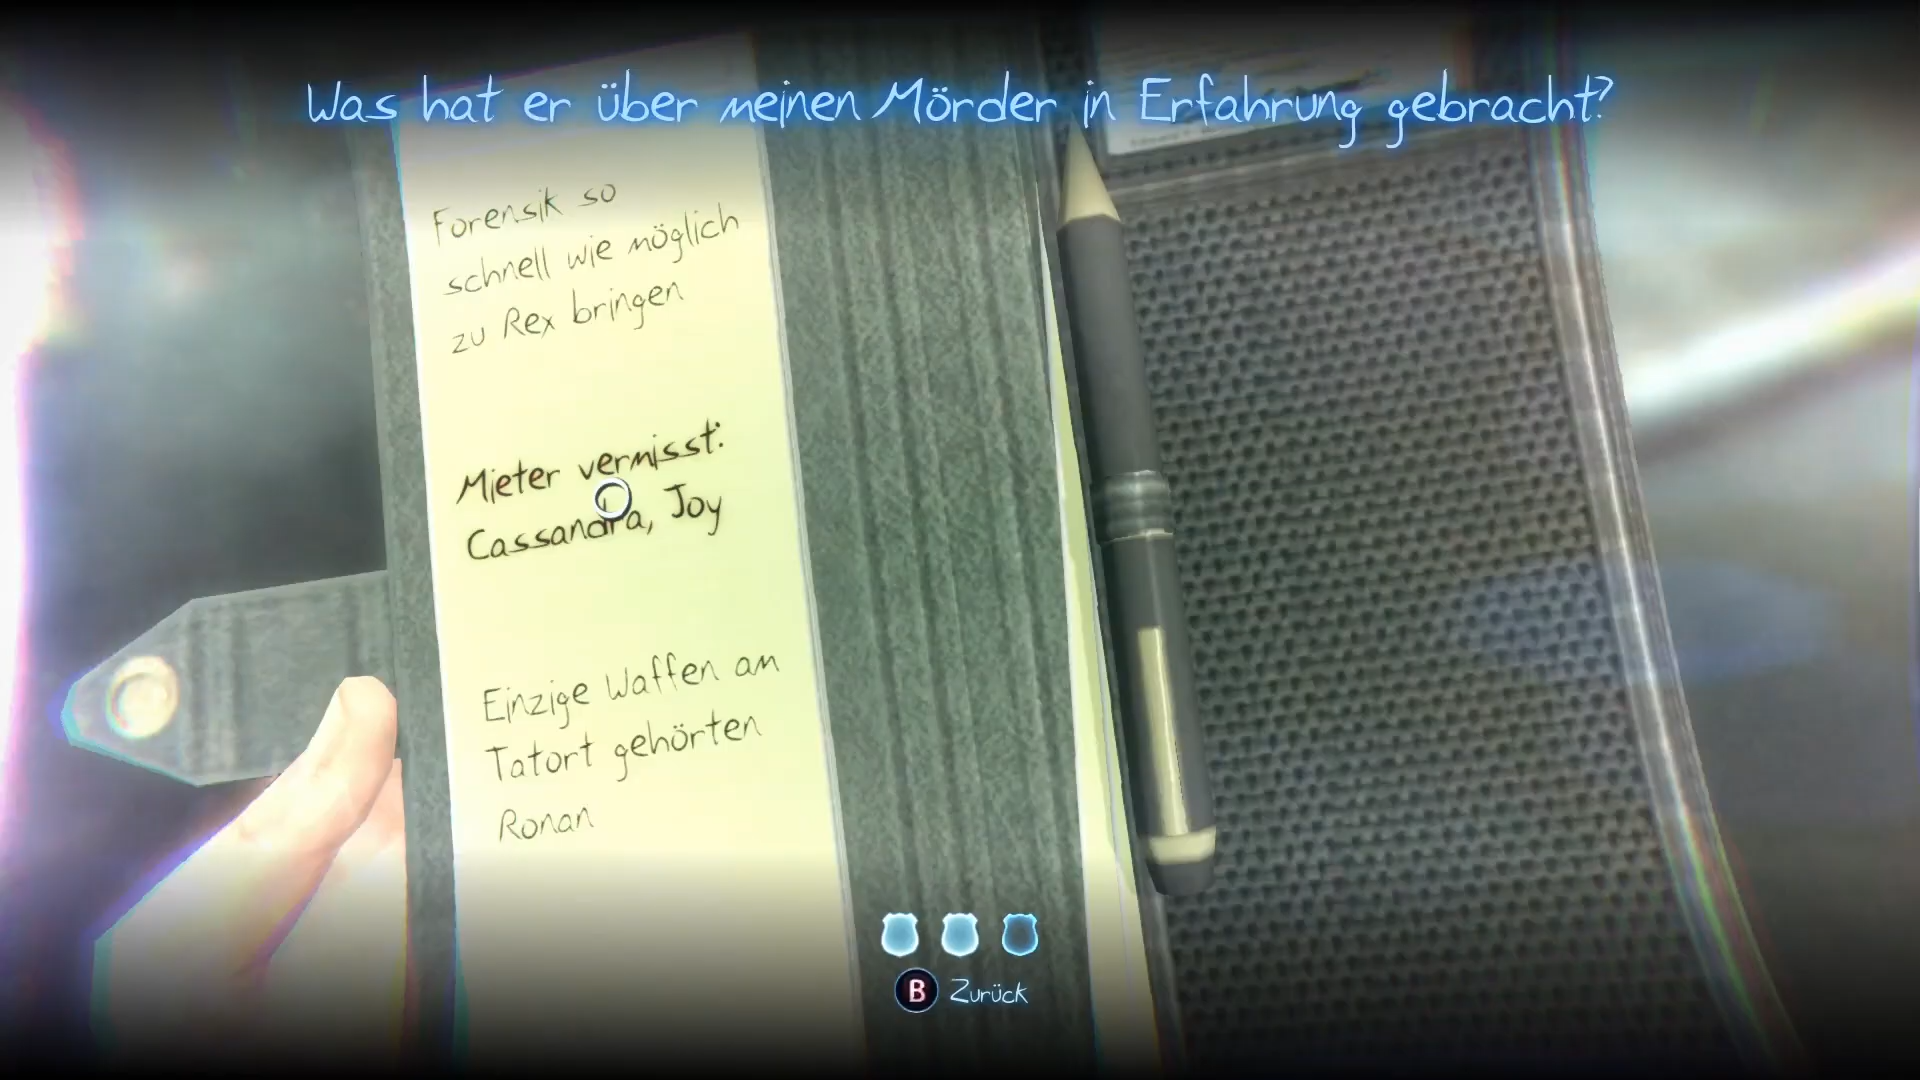 Was hat er über meinen Mörder in Erfahrung gebracht?
Forensik so
schnell wie möglich
zu Rex bringen
Mieter vermisst:
Cassandra, Joy
Einzige Waffen am
Tatort gehörten
Ronan
B Zurück